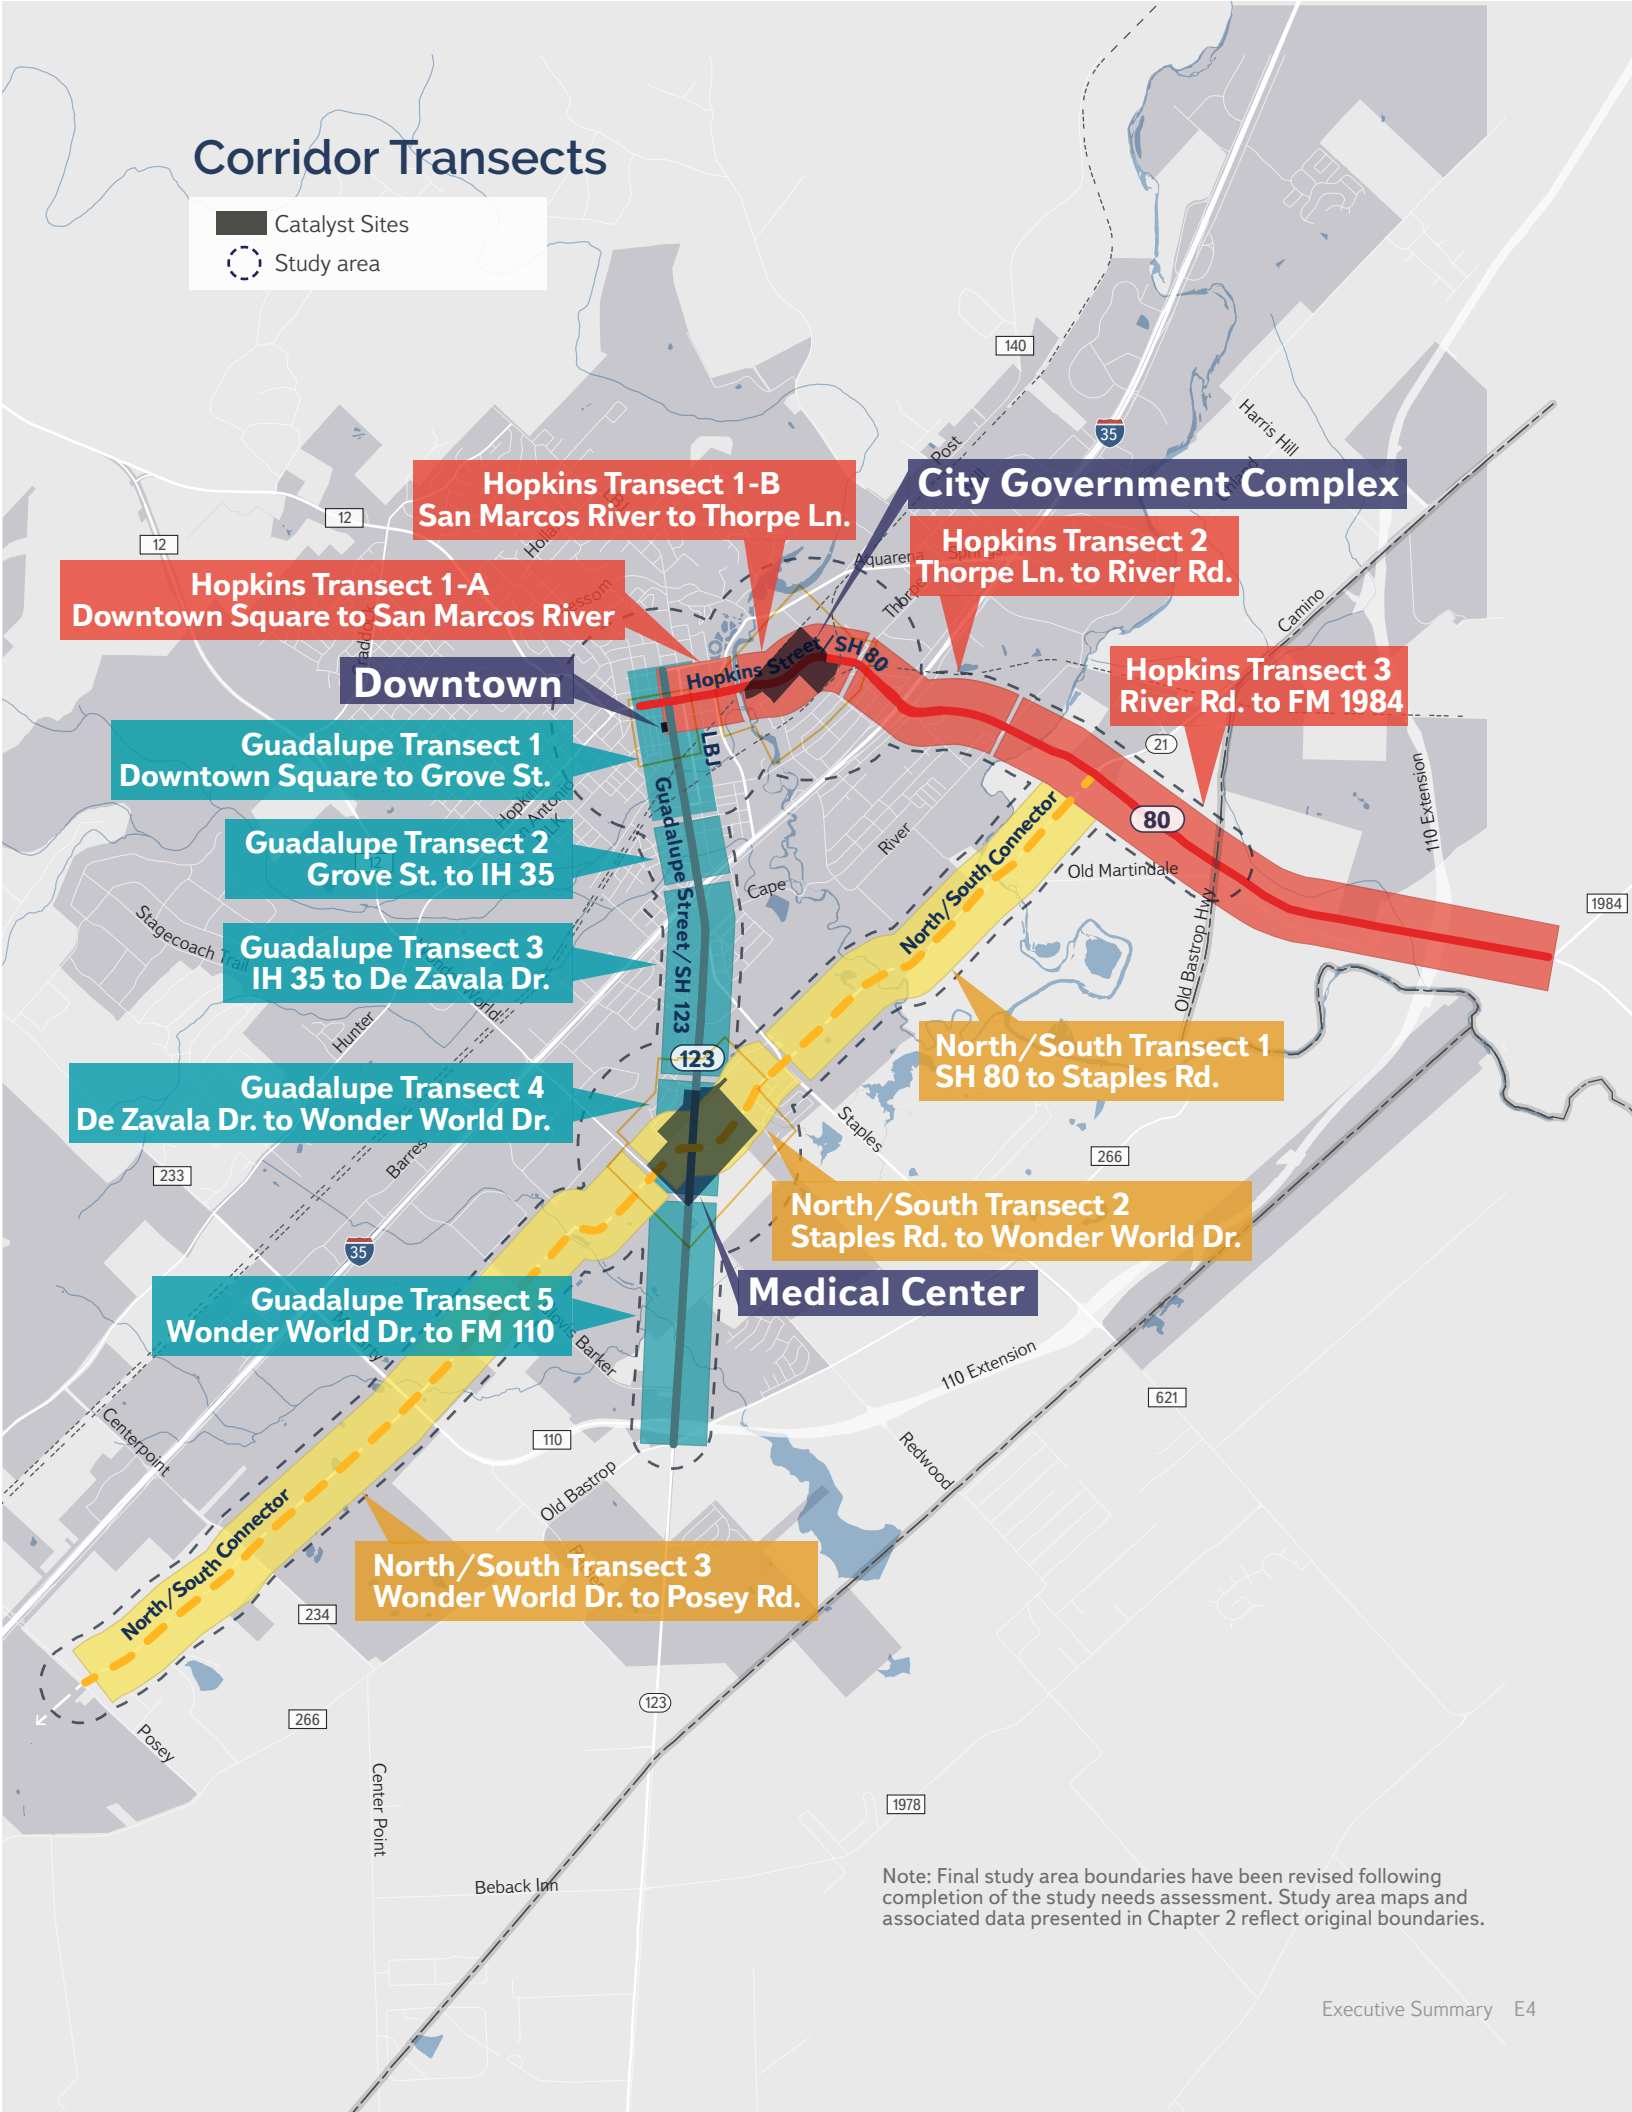 Corridor Transects
Catalyst Sites
Study area
140
35
Harris Hill
Post
12
12
Hopkins Transect 1-B
San Marcos River to Thorpe Ln.
City Government Complex
Hopkins Transect 2
Thorpe Ln. to River Rd.
LBJ
Aquarena Springs
Thorpe
Camino
Hopkins Transect 1-A
Downtown Square to San Marcos River
Downtown
Hopkins Street/SH 80
Hopkins Transect 3
River Rd. to FM 1984
21
110 Extension
Guadalupe Transect 1
Downtown Square to Grove St.
LBJ
Hopkins
Guadalupe Street/SH 123
Guadalupe Transect 2
Grove St. to IH 35
12
River
80
North/South Connector
Old Martindale
Cape
1984
Stagecoach Trail
Guadalupe Transect 3
IH 35 to De Zavala Dr.
Old Bastrop Hwy
Hunter
123
North/South Transect 1
SH 80 to Staples Rd.
Guadalupe Transect 4
De Zavala Dr. to Wonder World Dr.
Staples
Barres
233
266
North/South Transect 2
Staples Rd. to Wonder World Dr.
35
Medical Center
Guadalupe Transect 5
Wonder World Dr. to FM 110
Clovis Barker
110 Extension
621
Centerpoint
110
Redwood
Old Bastrop
North/South Connector
North/South Transect 3
Wonder World Dr. to Posey Rd.
234
123
266
Posey
Center Point
1978
Beback Inn
Note: Final study area boundaries have been revised following
completion of the study needs assessment. Study area maps and
associated data presented in Chapter 2 reflect original boundaries.
Executive Summary E4